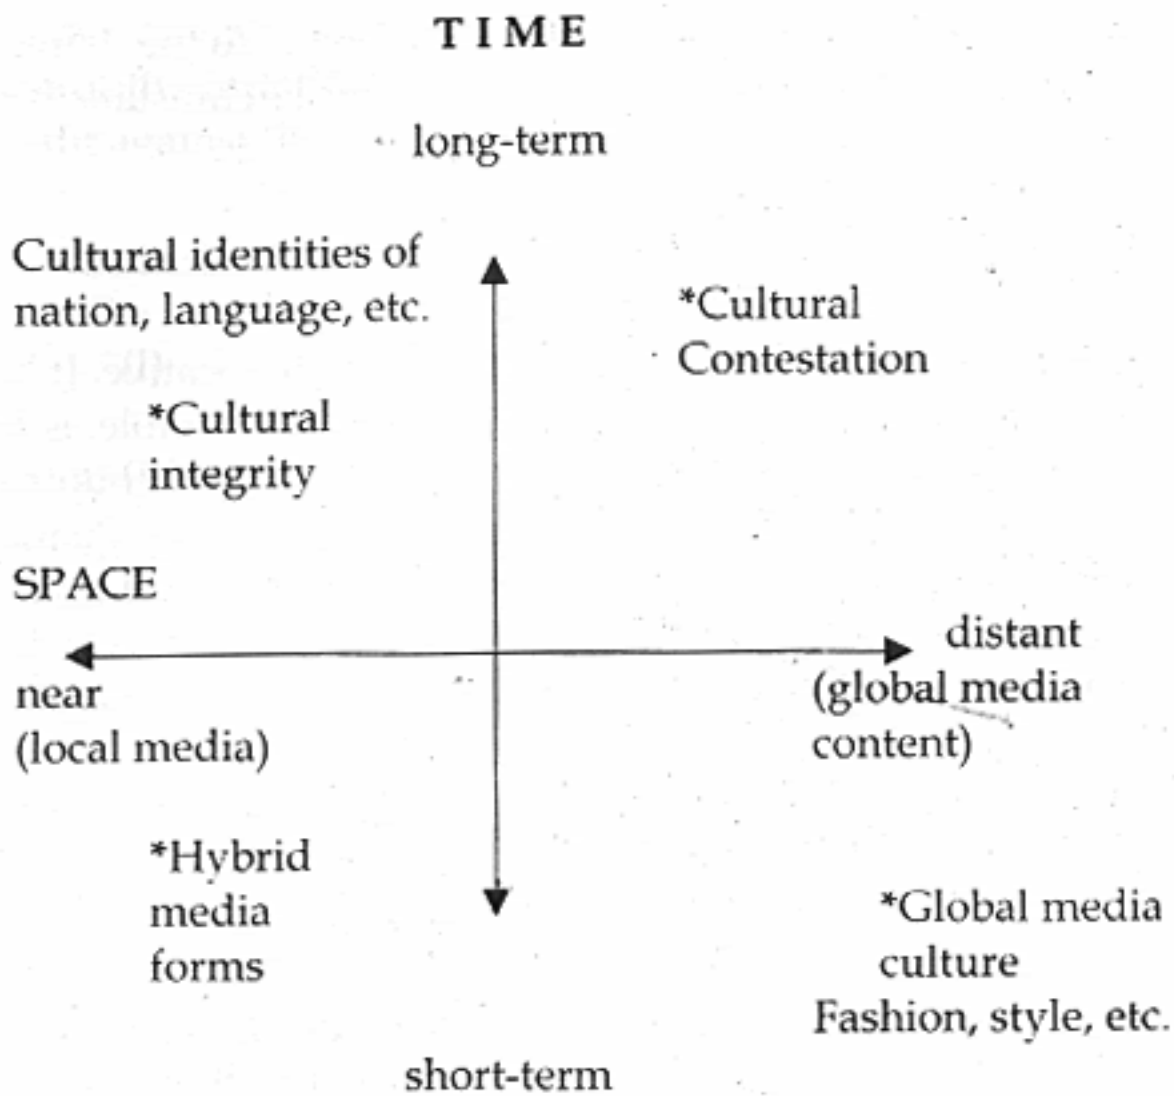 TIME
long-term
Cultural identities of
nation, language, etc.
*Cultural
Contestation
*Cultural
integrity
SPACE
distant
(global media
content)
near
(local media)
*Hybrid
media
forms
*Global media
culture
Fashion, style, etc.
short-term